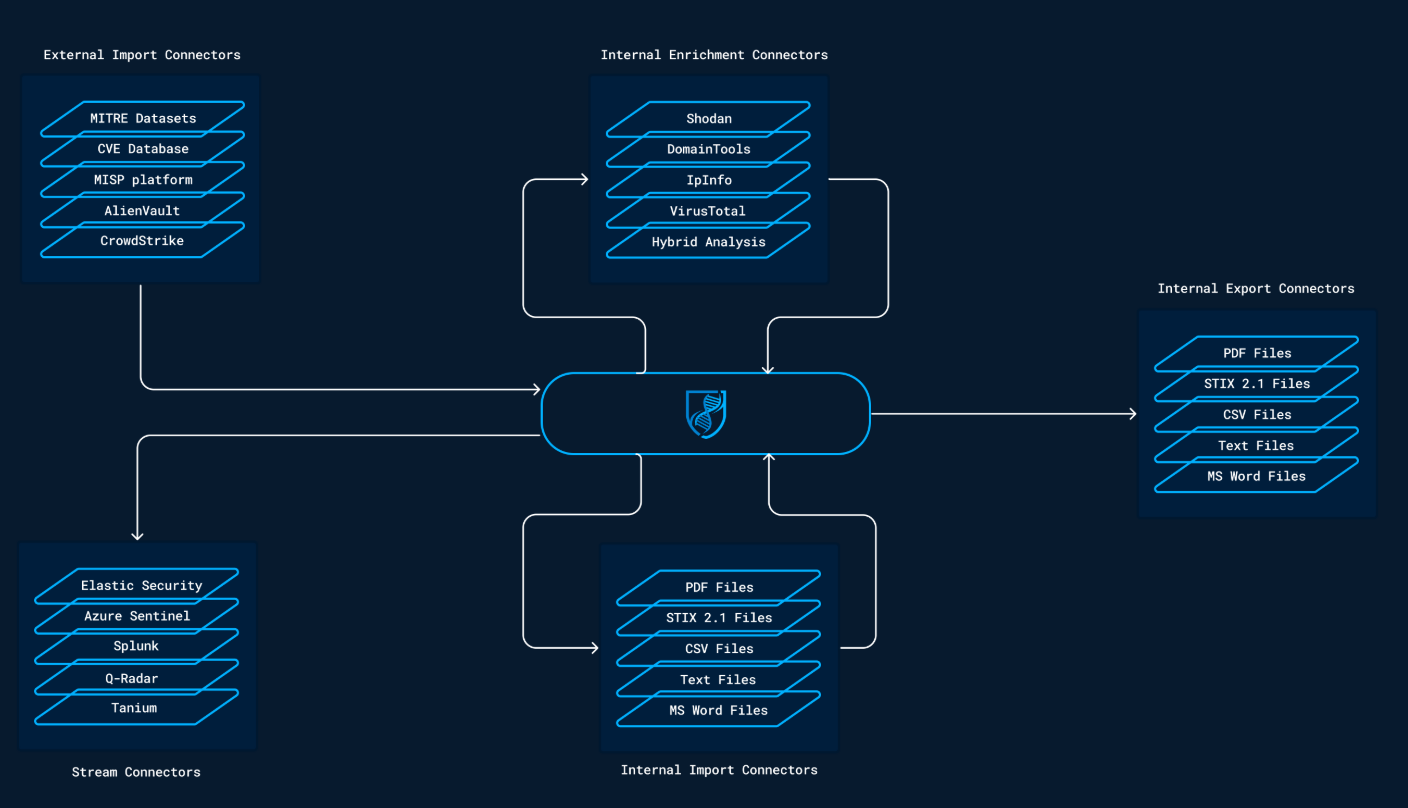 External Import Connectors
MITRE Datasets
CVE Database
MISP platform
AlienVault
CrowdStrike
Internal Enrichment Connectors
Shodan
DomainTools
IpInfo
VirusTotal
Hybrid Analysis
Internal Export Connectors
PDF Files
STIX 2.1 Files
CSV Files
Text Files
MS Word Files
Elastic Security
Azure Sentinel
Splunk
Q-Radar
Tanium
Stream Connectors
PDF Files
STIX 2.1 Files
CSV Files
Text Files
MS Word Files
Internal Import Connectors